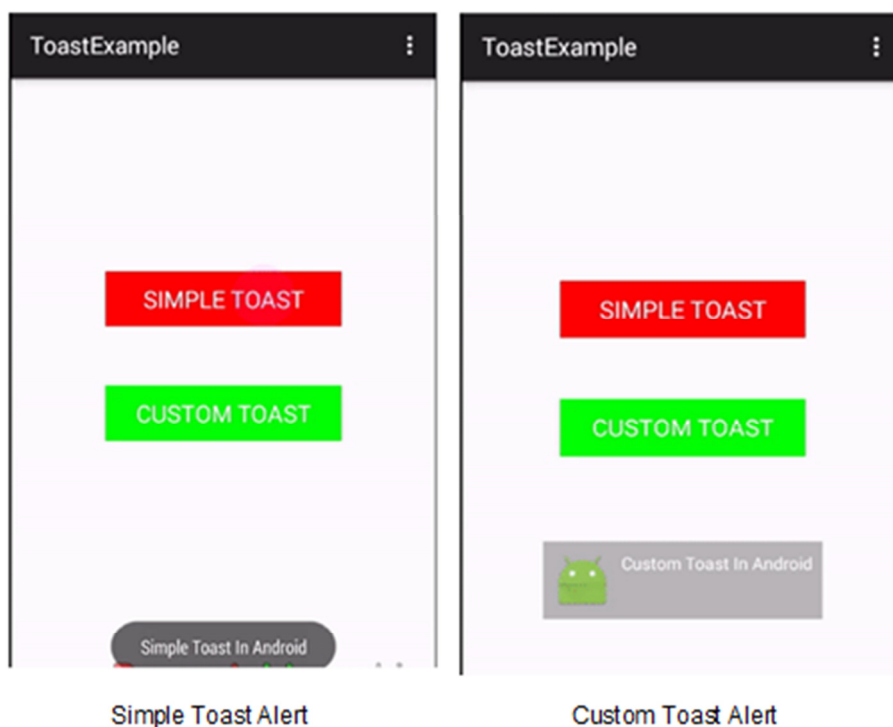 ToastExample
SIMPLE TOAST
CUSTOM TOAST
Simple Toast In Android
Simple Toast Alert
ToastExample
SIMPLE TOAST
CUSTOM TOAST
Custom Toast In Android
Custom Toast Alert